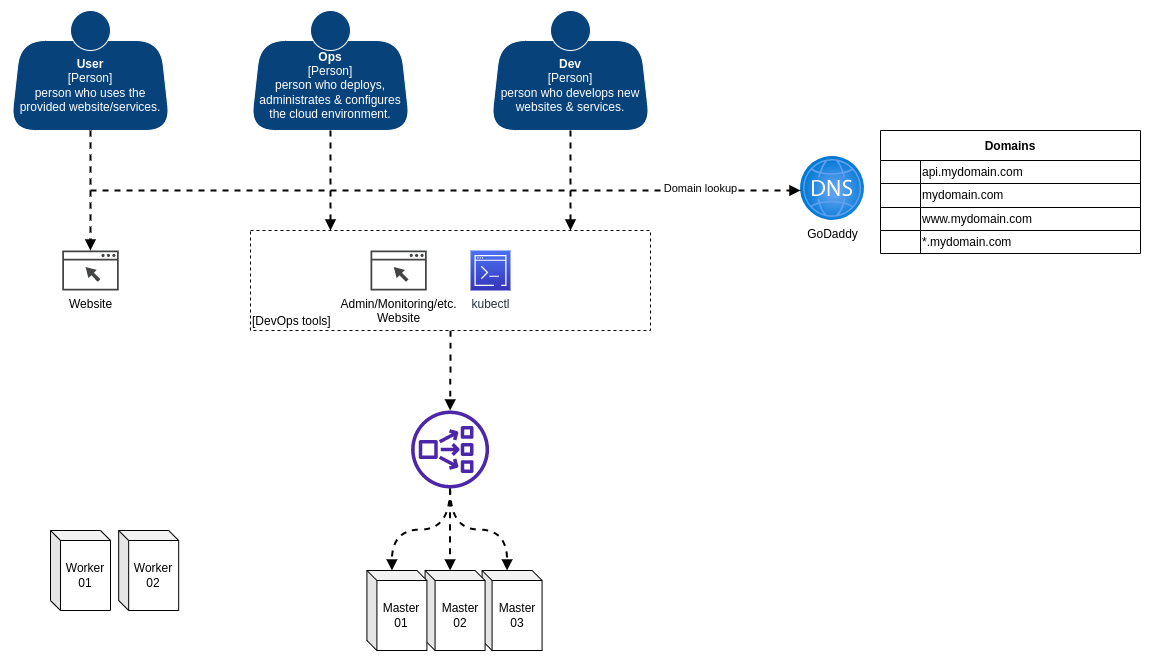 User
[Person]
person who uses the
provided website/services.
Ops
[Person]
person who deploys,
administrates & configures
the cloud environment.
Dev
[Person]
person who develops new
websites & services.
Domain lookup
DNS
GoDaddy
Domains
api.mydomain.com
mydomain.com
www.mydomain.com
*.mydomain.com
Website
Admin/Monitoring/etc.
Website
kubectl
[DevOps tools]
Worker
01
Worker
02
Master
01
Master
02
Master
03